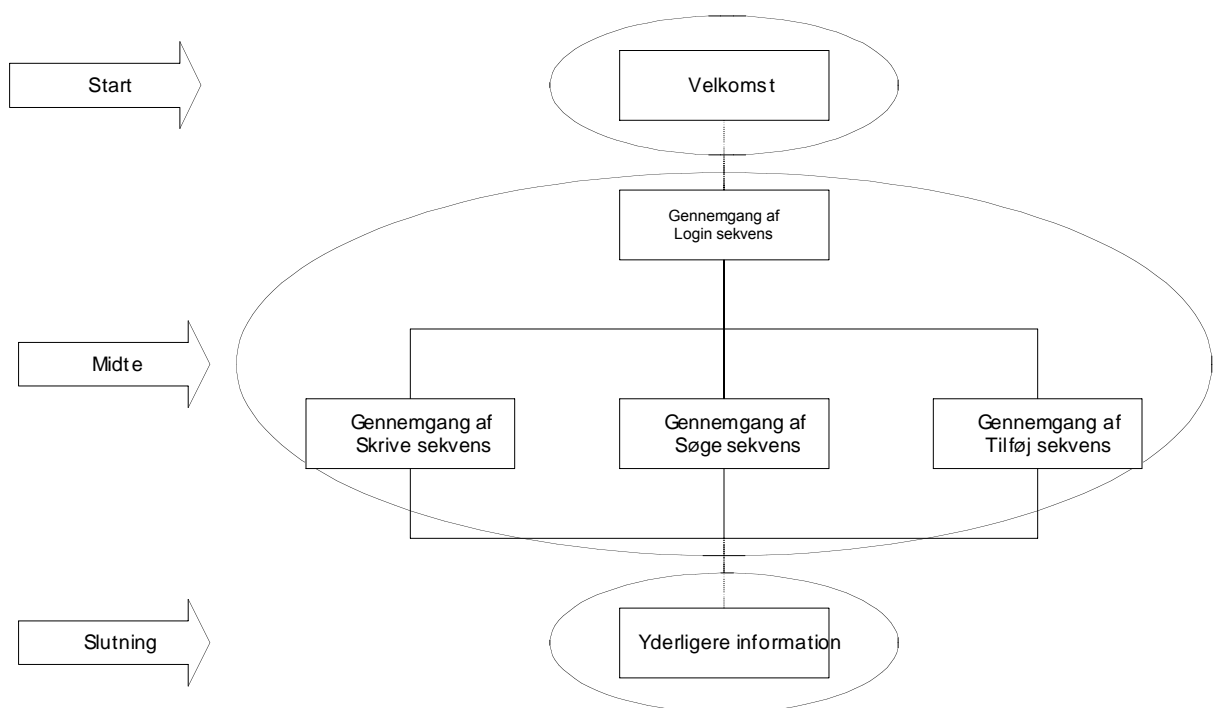 Start
Velkomst
Gennemgang af
Login sekvens
Midte
Gennemgang af
Skrive sekvens
Gennemgang af
Søge sekvens
Gennemgang af
Tilføj sekvens
Slutning
Yderligere information